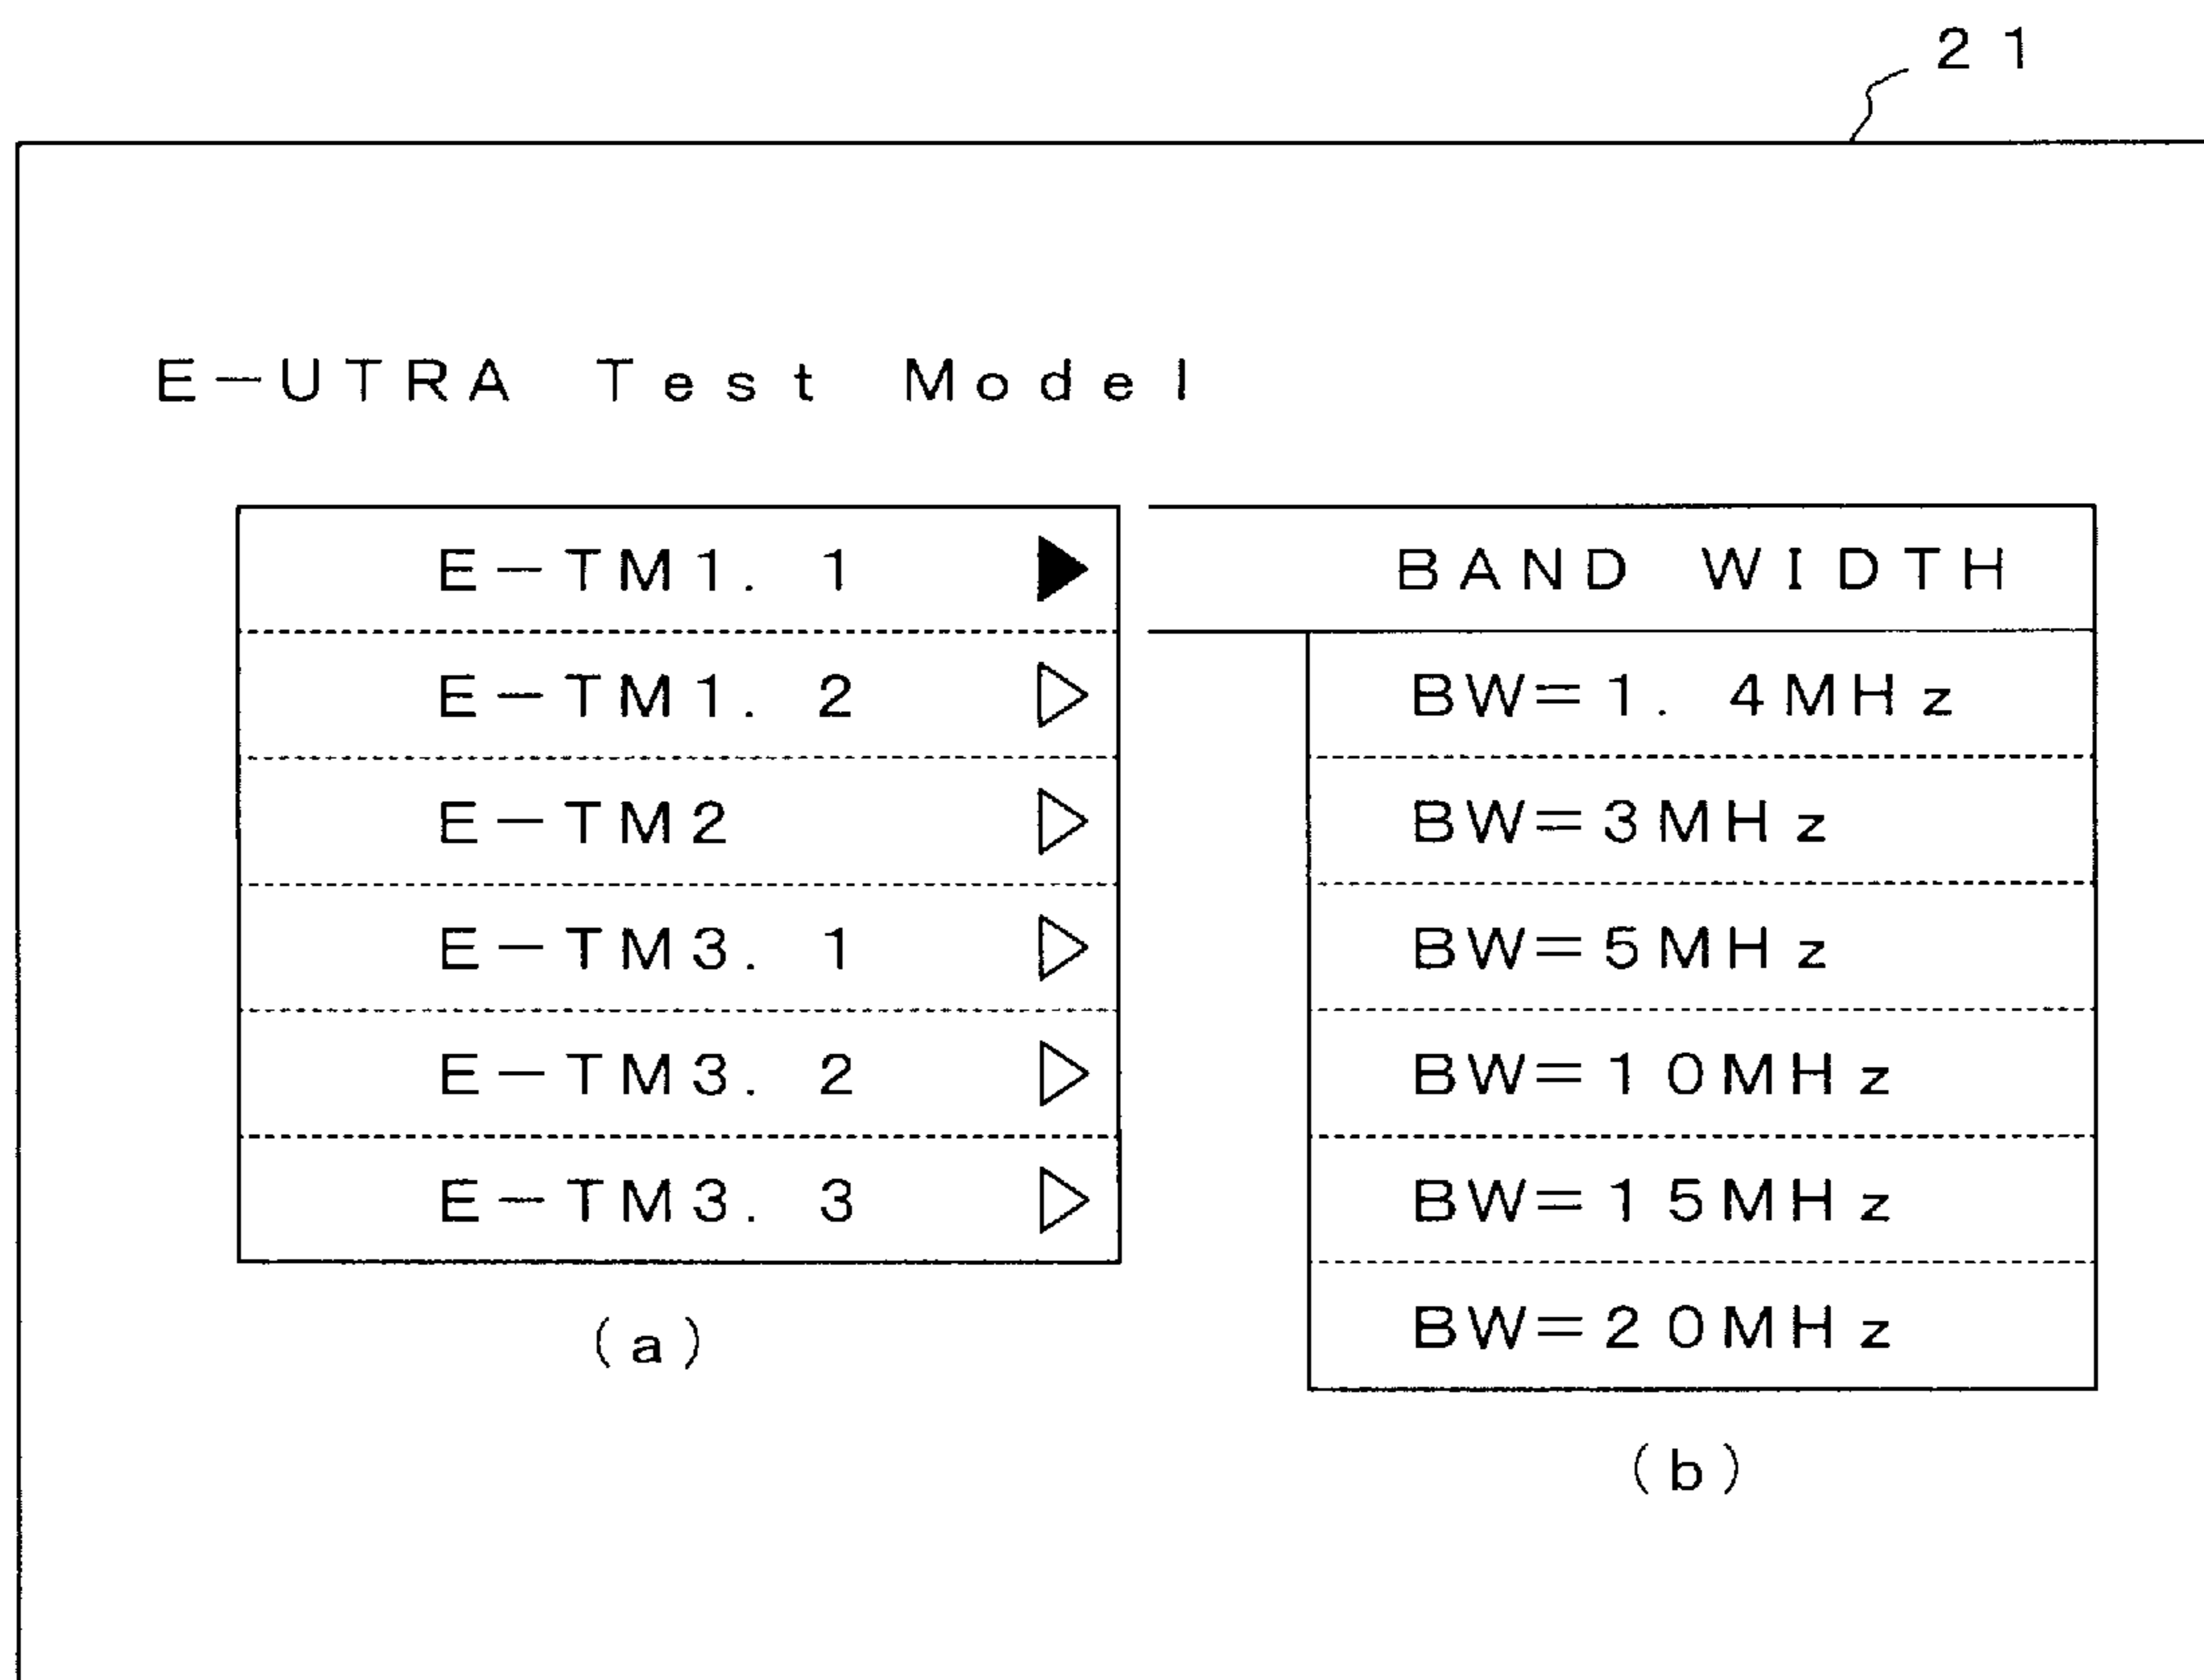 21
E-UTRA Test Model
E-TM1.1
E-TM1.2
E-TM2
E-TM3.1
E-TM3.2
E-TM3.3
(a)
BAND WIDTH
BW=1.4MHz
BW=3MHz
BW=5MHz
BW=10MHz
BW=15MHz
BW=20MHz
(b)